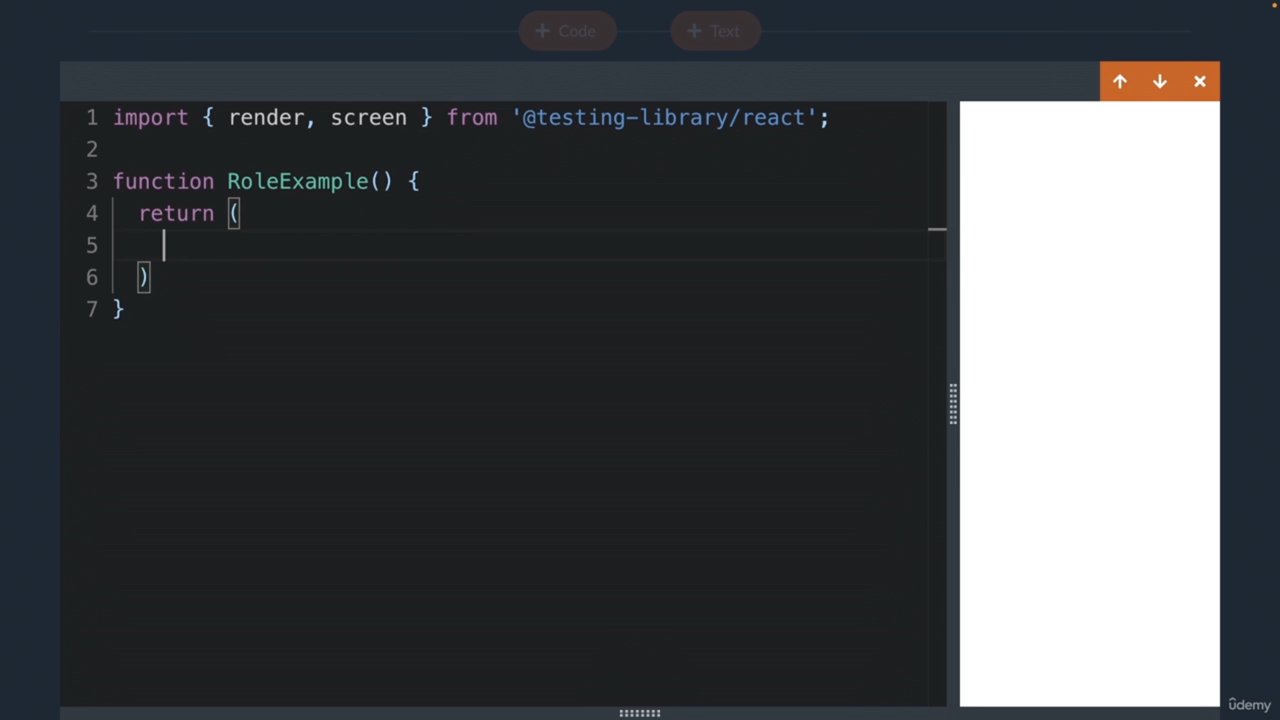 + Code + Text
1 import { render, screen } from '@testing-library/react';
2
3 function RoleExample() {
4 return (
5
6 )
7 }
ûdemy